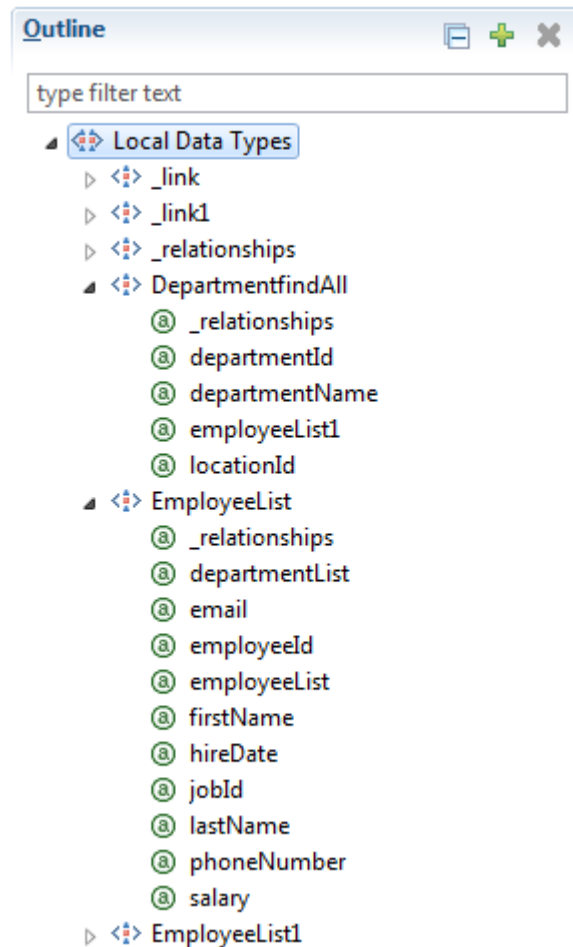 Outline
type filter text
Local Data Types
_link
_link1
_relationships
DepartmentfindAll
_relationships
departmentId
departmentName
employeeList1
locationId
EmployeeList
_relationships
departmentList
email
employeeId
employeeList
firstName
hireDate
jobId
lastName
phoneNumber
salary
EmployeeList1